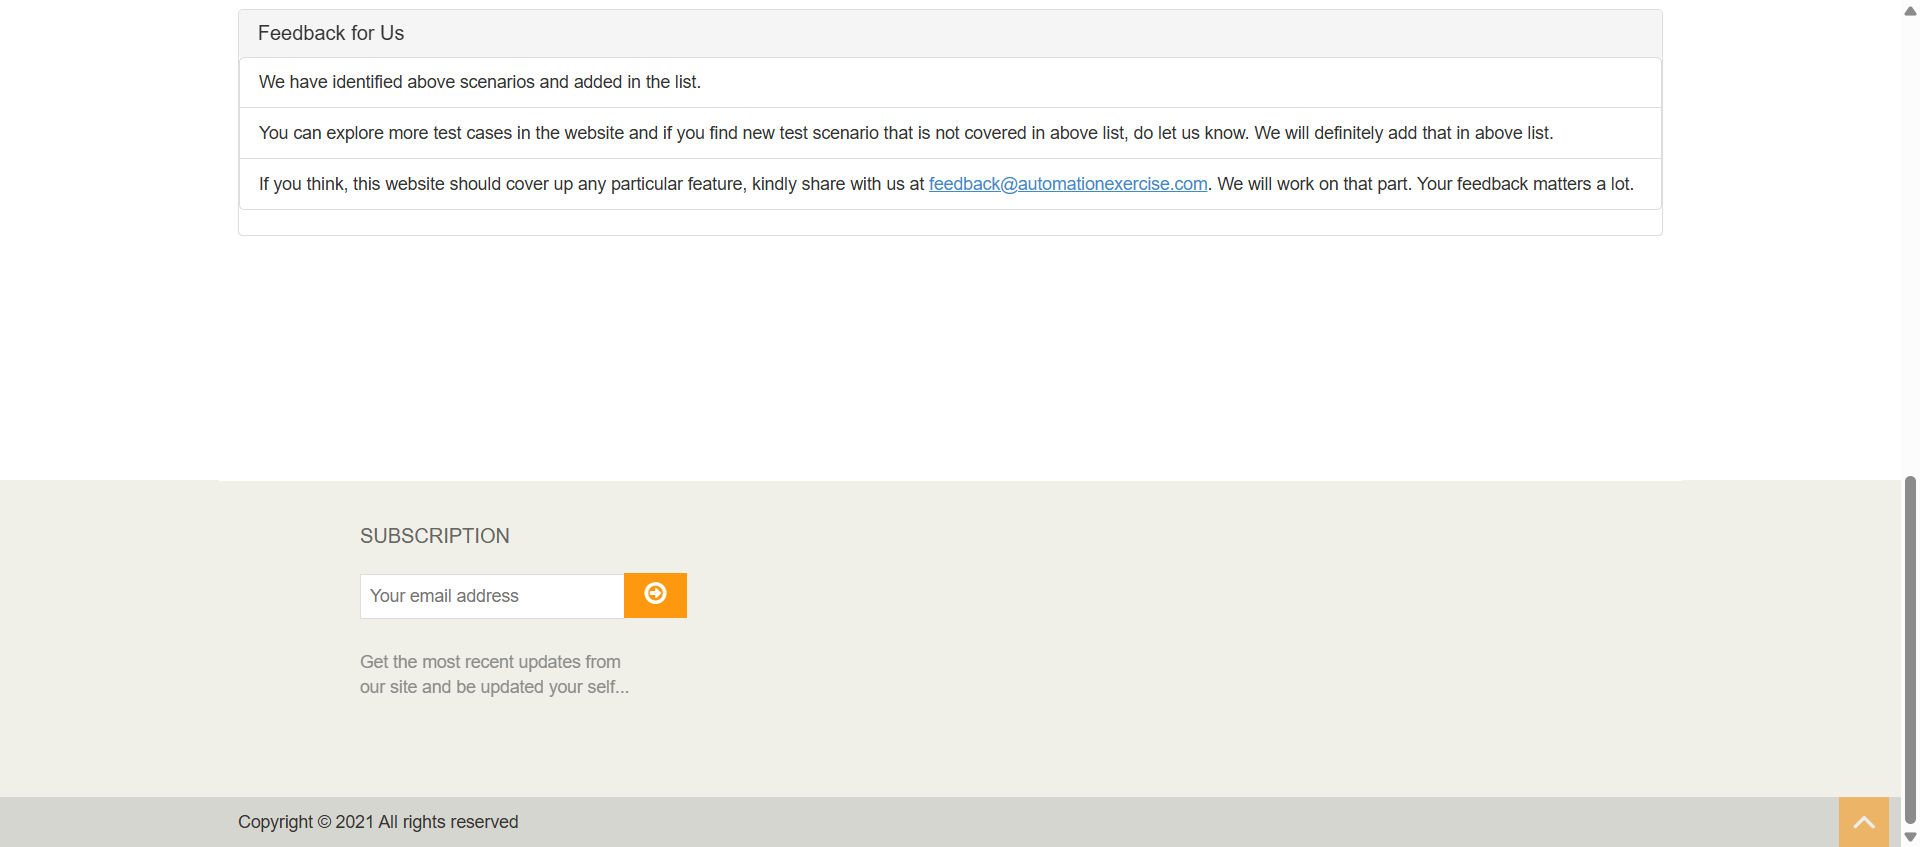 Feedback for Us
We have identified above scenarios and added in the list.
You can explore more test cases in the website and if you find new test scenario that is not covered in above list, do let us know. We will definitely add that in above list.
If you think, this website should cover up any particular feature, kindly share with us at feedback@automationexercise.com. We will work on that part. Your feedback matters a lot.
SUBSCRIPTION
Your email address
Get the most recent updates from
our site and be updated your self...
Copyright © 2021 All rights reserved